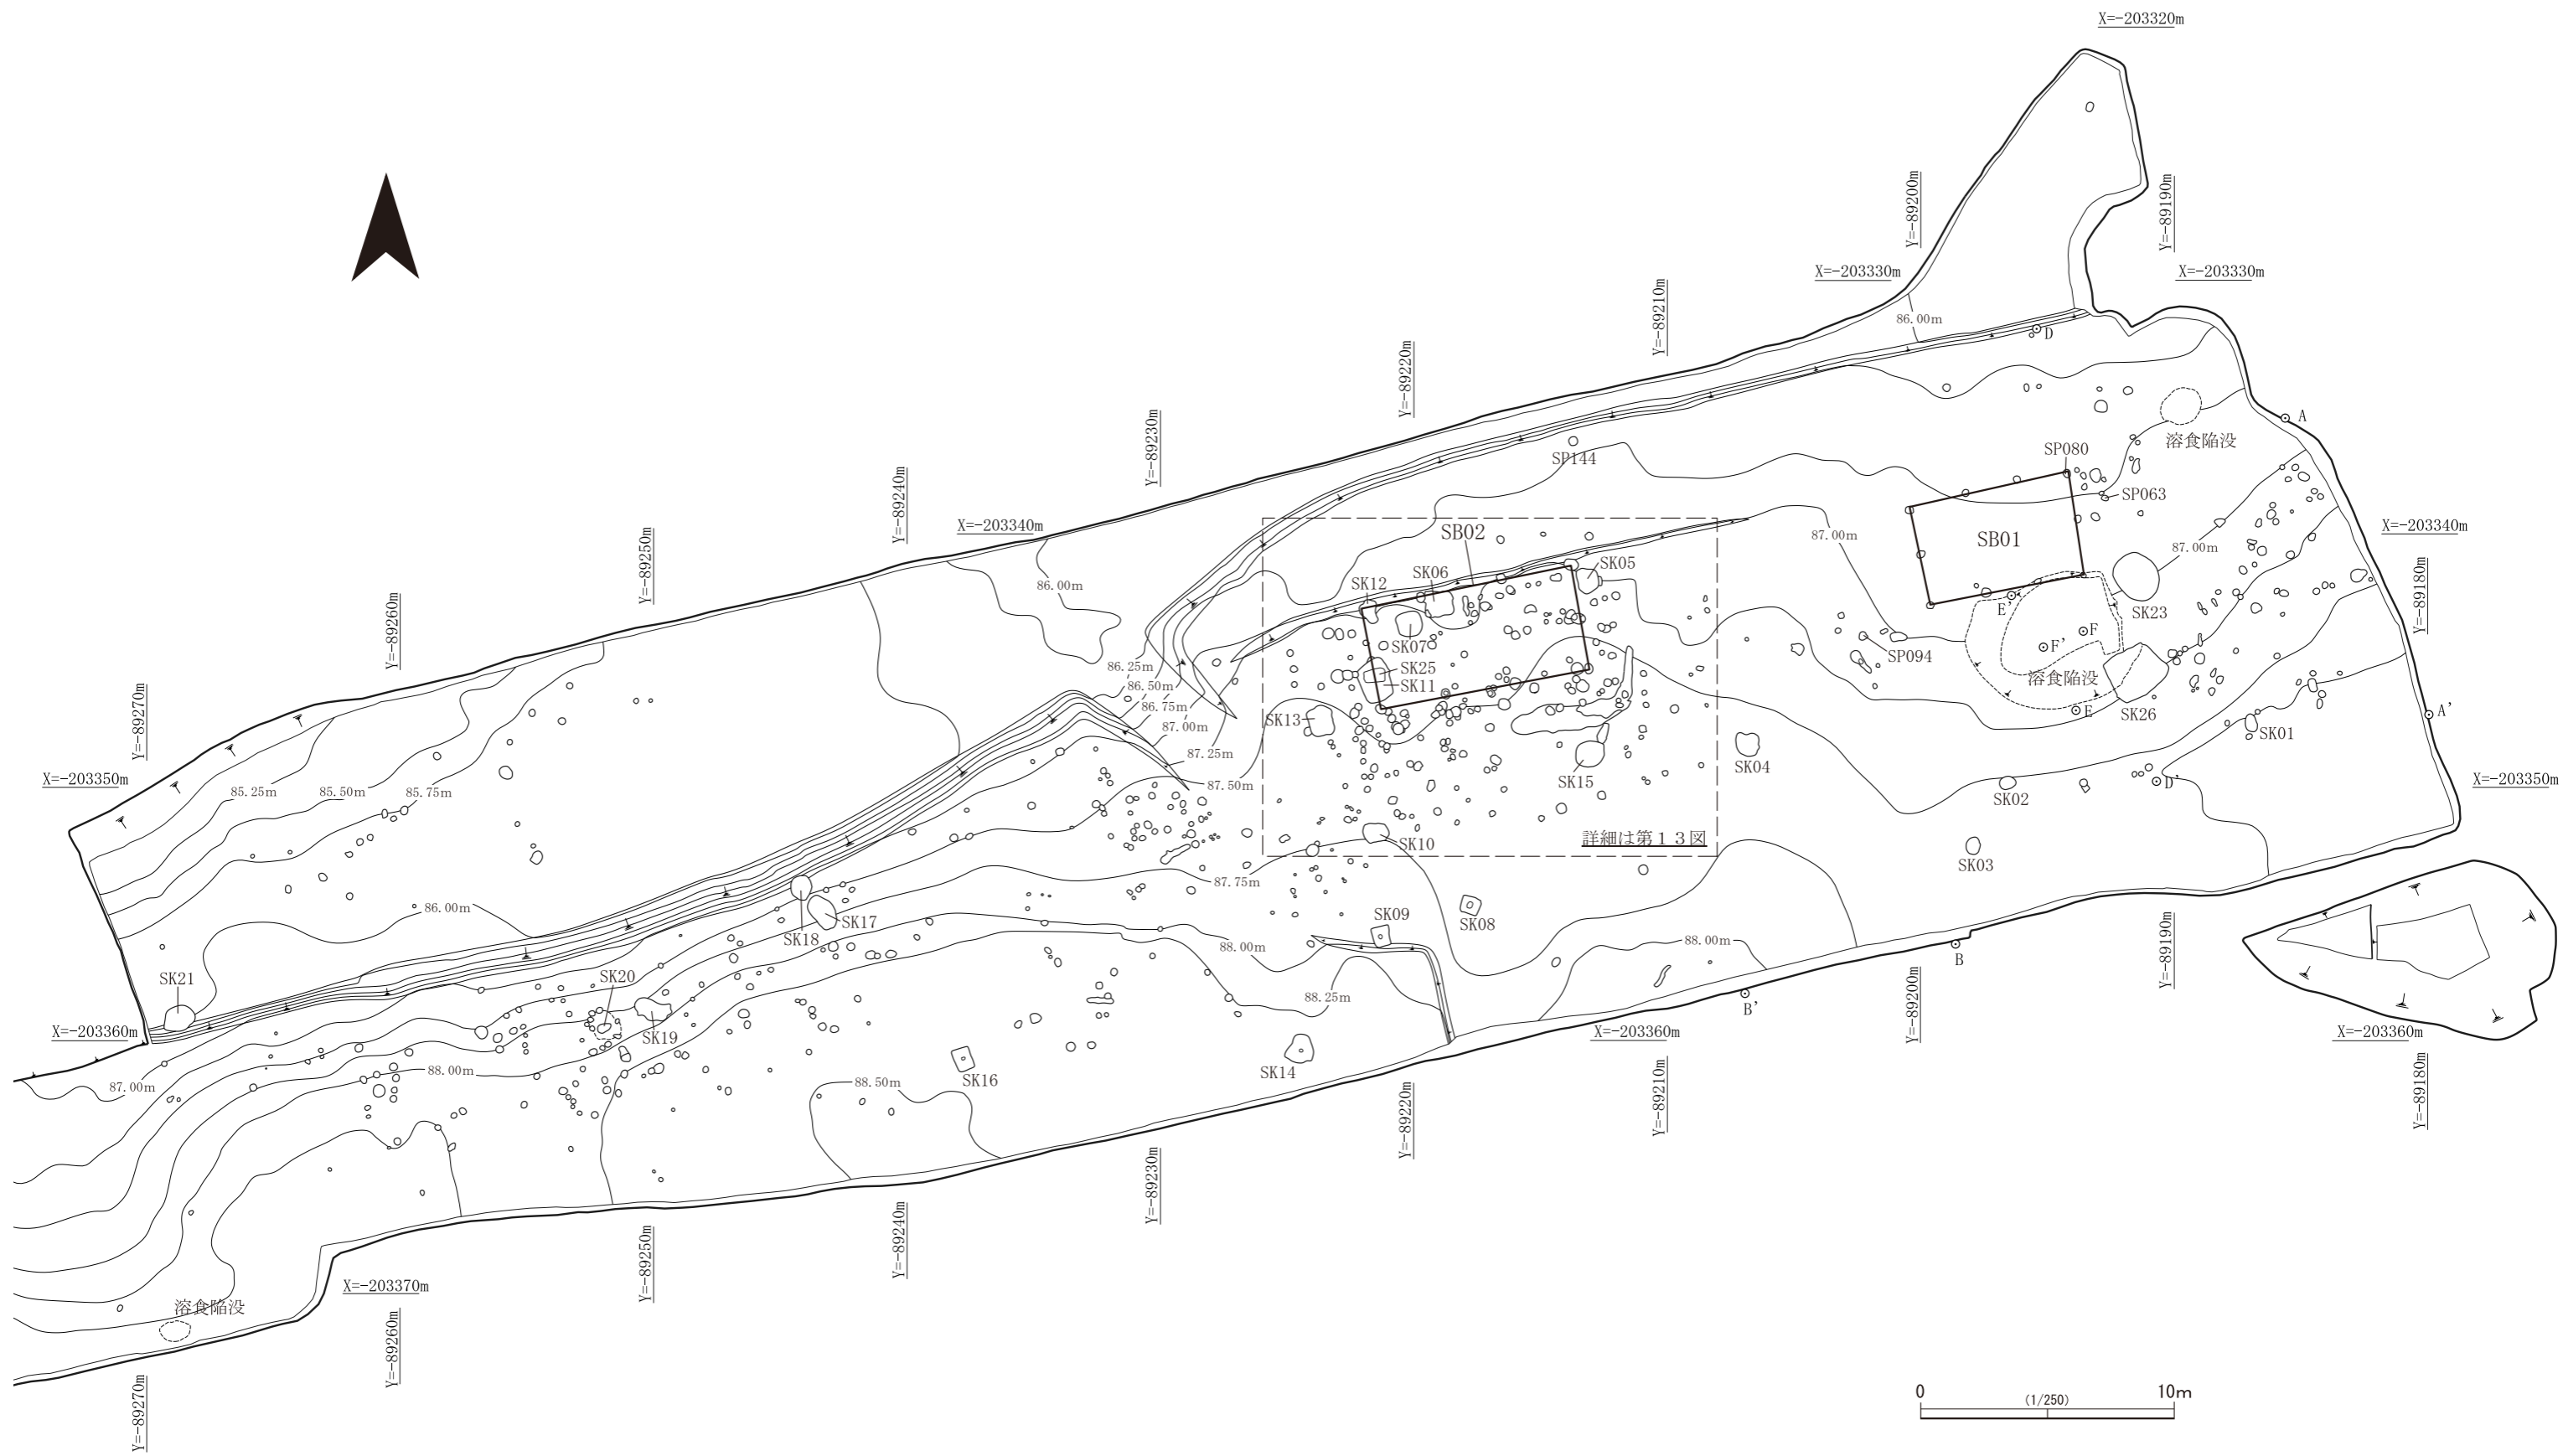 X=-203320m
Y=-89200m
Y=-89190m
X=-203330m
X=-203330m
Y=-89210m
86.00m
D
Y=-89220m
A
Y=-89230m
溶食陥没
SP144
SP080
Y=-89240m
SP063
X=-203340m
X=-203340m
Y=-89250m
SB02
87.00m
SB01
87.00m
SK05
SK06
SK12
86.00m
Y=-89260m
E'
SK23
Y=-89180m
F
F'
SK07
SP094
86.25m
SK25
溶食陥没
86.50m
SK11
86.75m
Y=-89270m
SK13
87.00m
E
SK26
A'
SK01
87.25m
SK04
X=-203350m
X=-203350m
SK15
87.50m
D'
85.25m
85.50m
85.75m
SK02
詳細は第13図
SK10
SK03
87.75m
86.00m
SK17
SK18
SK09
SK08
88.00m
88.00m
B
Y=-89190m
SK21
SK20
88.25m
B'
Y=-89200m
X=-203360m
SK19
X=-203360m
X=-203360m
87.00m
88.00m
SK16
88.50m
SK14
Y=-89220m
Y=-89210m
Y=-89180m
Y=-89230m
Y=-89240m
Y=-89250m
X=-203370m
溶食陥没
Y=-89260m
Y=-89270m
0
(1/250)
10m